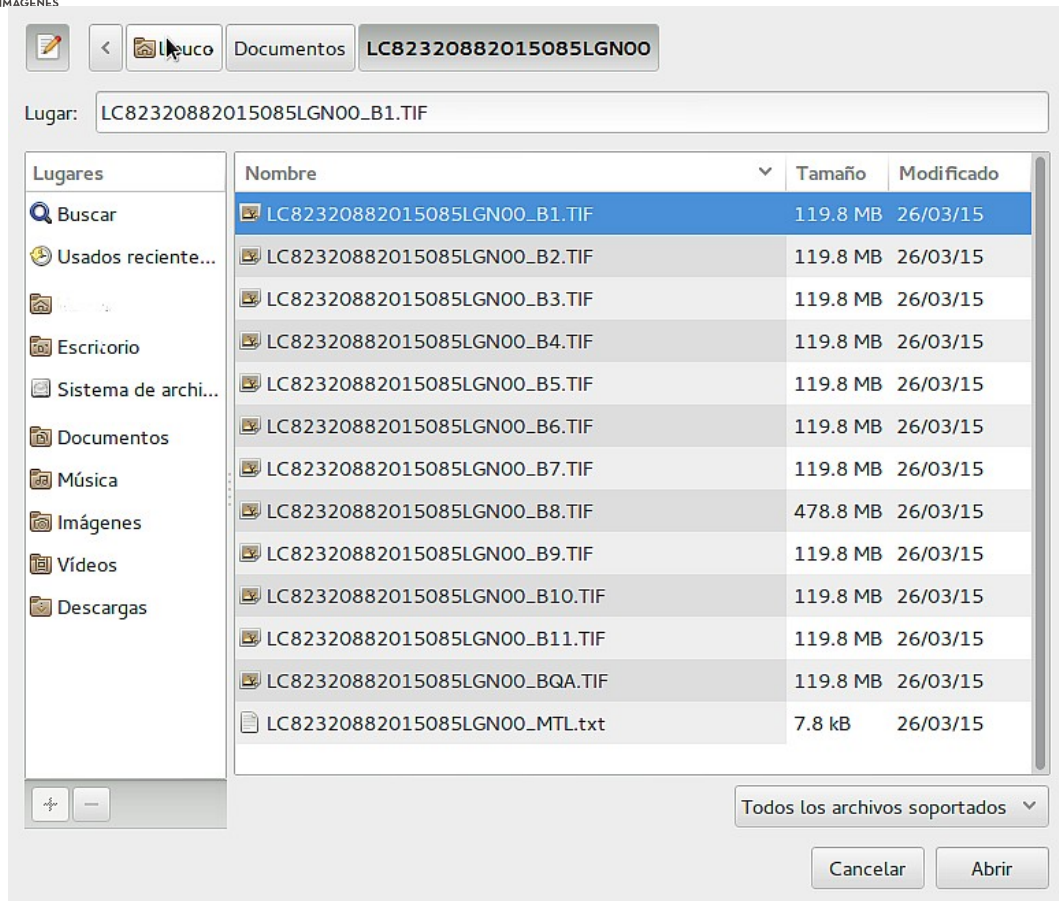 IMÁGENES
Documentos LC82320882015085LGN00
Lugar: LC82320882015085LGN00_B1.TIF
Lugares Nombre Tamaño Modificado
Buscar LC82320882015085LGN00_B1.TIF 119.8 MB 26/03/15
Usados reciente... LC82320882015085LGN00_B2.TIF 119.8 MB 26/03/15
LC82320882015085LGN00_B3.TIF 119.8 MB 26/03/15
Escritorio LC82320882015085LGN00_B4.TIF 119.8 MB 26/03/15
Sistema de archi... LC82320882015085LGN00_B5.TIF 119.8 MB 26/03/15
Documentos LC82320882015085LGN00_B6.TIF 119.8 MB 26/03/15
Música LC82320882015085LGN00_B7.TIF 119.8 MB 26/03/15
Imágenes LC82320882015085LGN00_B8.TIF 478.8 MB 26/03/15
Vídeos LC82320882015085LGN00_B9.TIF 119.8 MB 26/03/15
Descargas LC82320882015085LGN00_B10.TIF 119.8 MB 26/03/15
LC82320882015085LGN00_B11.TIF 119.8 MB 26/03/15
LC82320882015085LGN00_BQA.TIF 119.8 MB 26/03/15
LC82320882015085LGN00_MTL.txt 7.8 kB 26/03/15
Todos los archivos soportados
Cancelar Abrir